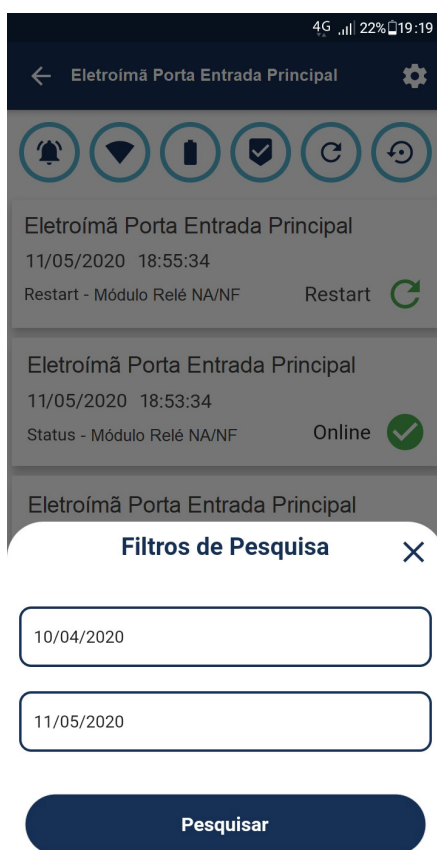 4G 22% 19:19
Eletroímã Porta Entrada Principal
Eletroímã Porta Entrada Principal
11/05/2020 18:55:34
Restart - Módulo Relé NA/NF Restart
Eletroímã Porta Entrada Principal
11/05/2020 18:53:34
Status - Módulo Relé NA/NF Online
Eletroímã Porta Entrada Principal
Filtros de Pesquisa
10/04/2020
11/05/2020
Pesquisar